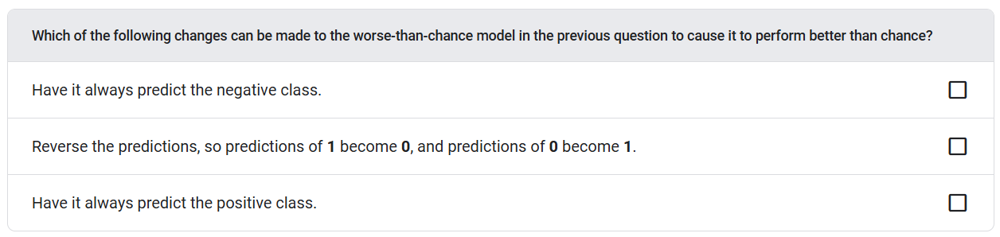 Which of the following changes can be made to the worse-than-chance model in the previous question to cause it to perform better than chance?
Have it always predict the negative class.
Reverse the predictions, so predictions of 1 become 0, and predictions of 0 become 1.
Have it always predict the positive class.